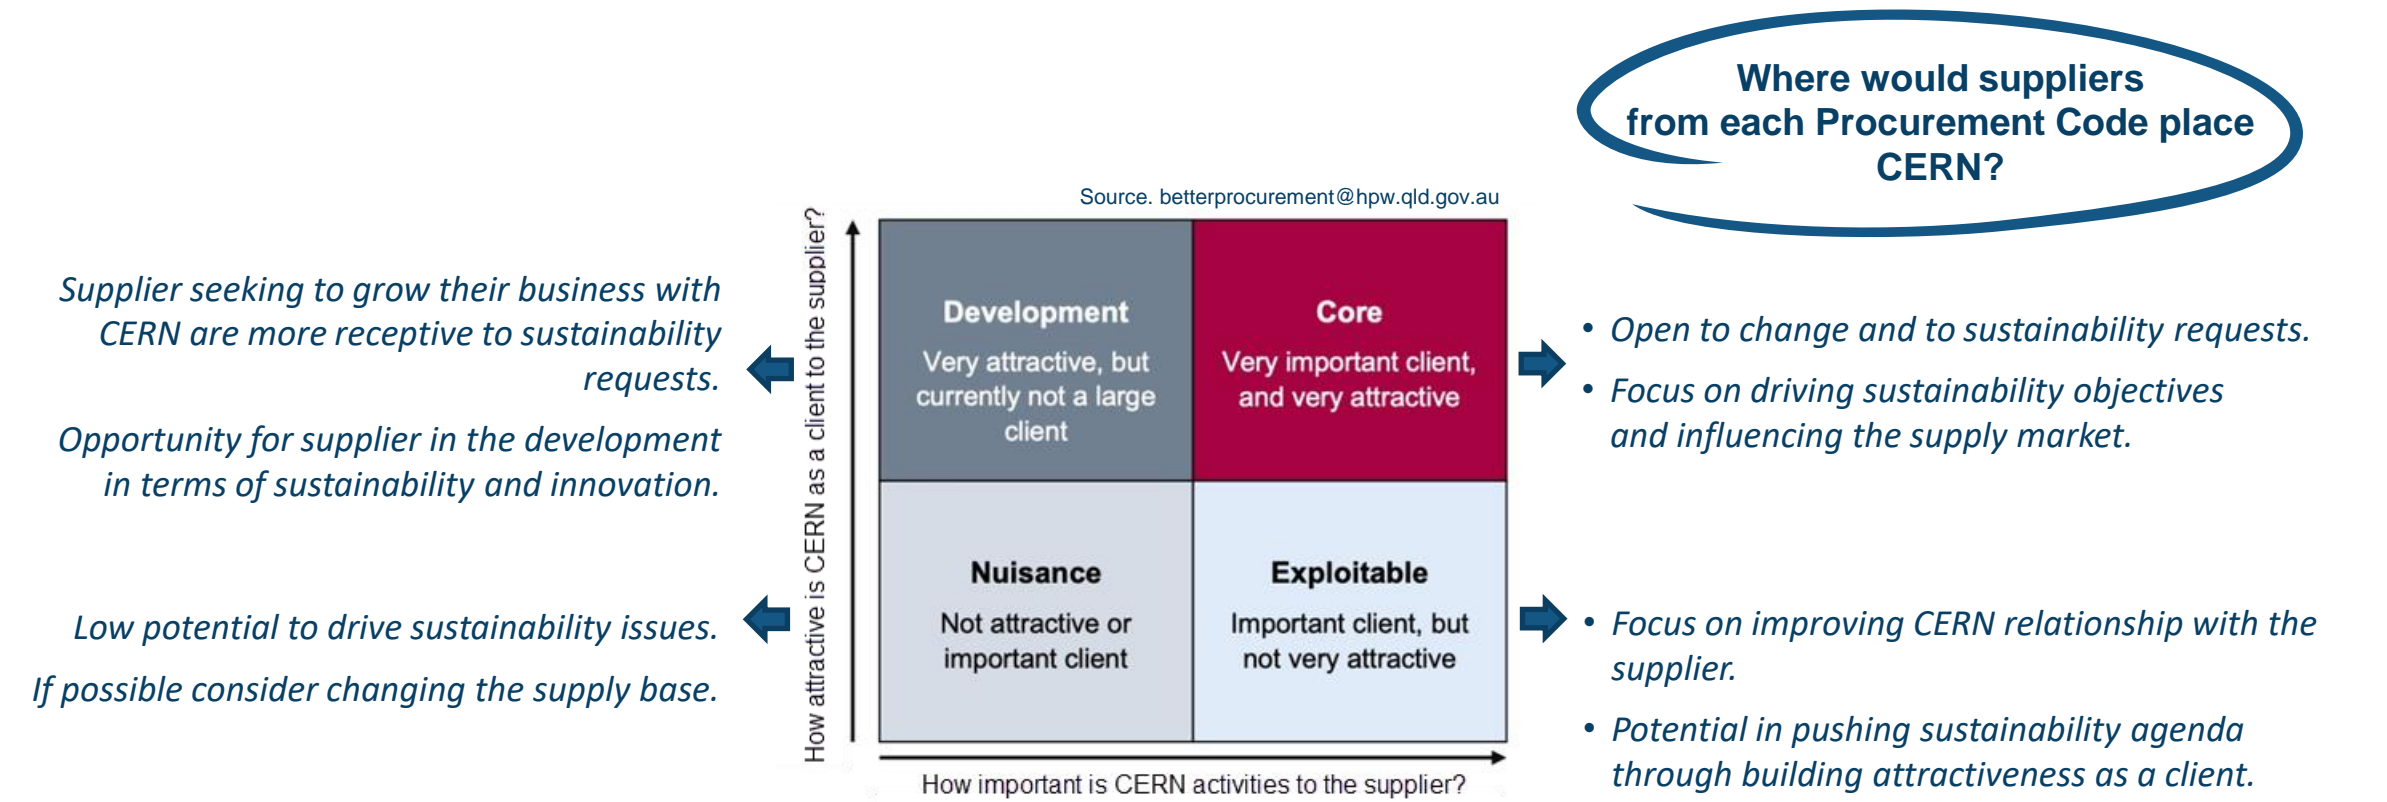 Where would suppliers
from each Procurement Code place
CERN?
Source. betterprocurement@hpw.qld.gov.au
Supplier seeking to grow their business with
CERN are more receptive to sustainability
requests.
Opportunity for supplier in the development
in terms of sustainability and innovation.
Low potential to drive sustainability issues.
If possible consider changing the supply base.
How attractive is CERN as a client to the supplier?
Development
Very attractive, but
currently not a large
client
Core
Very important client,
and very attractive
Nuisance
Not attractive or
important client
Exploitable
Important client, but
not very attractive
How important is CERN activities to the supplier?
• Open to change and to sustainability requests.
• Focus on driving sustainability objectives
and influencing the supply market.
• Focus on improving CERN relationship with the
supplier.
• Potential in pushing sustainability agenda
through building attractiveness as a client.